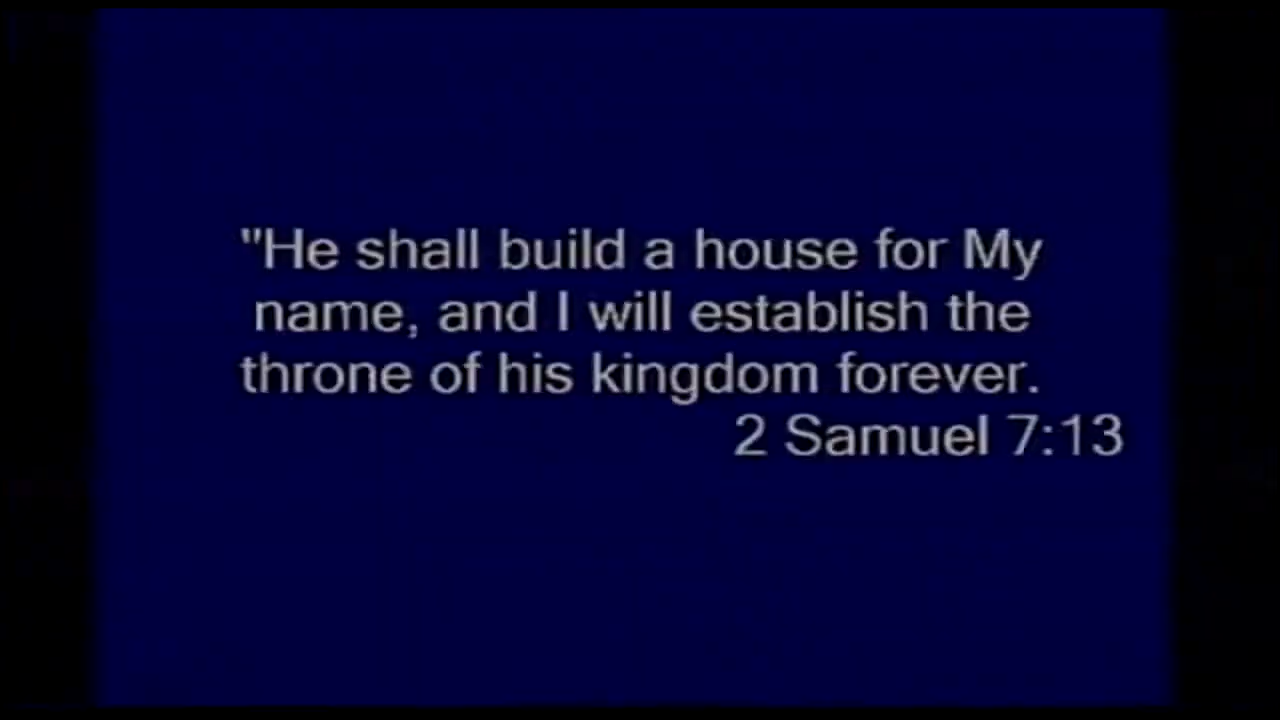 "He shall build a house for My
name, and I will establish the
throne of his kingdom forever.
2 Samuel 7:13